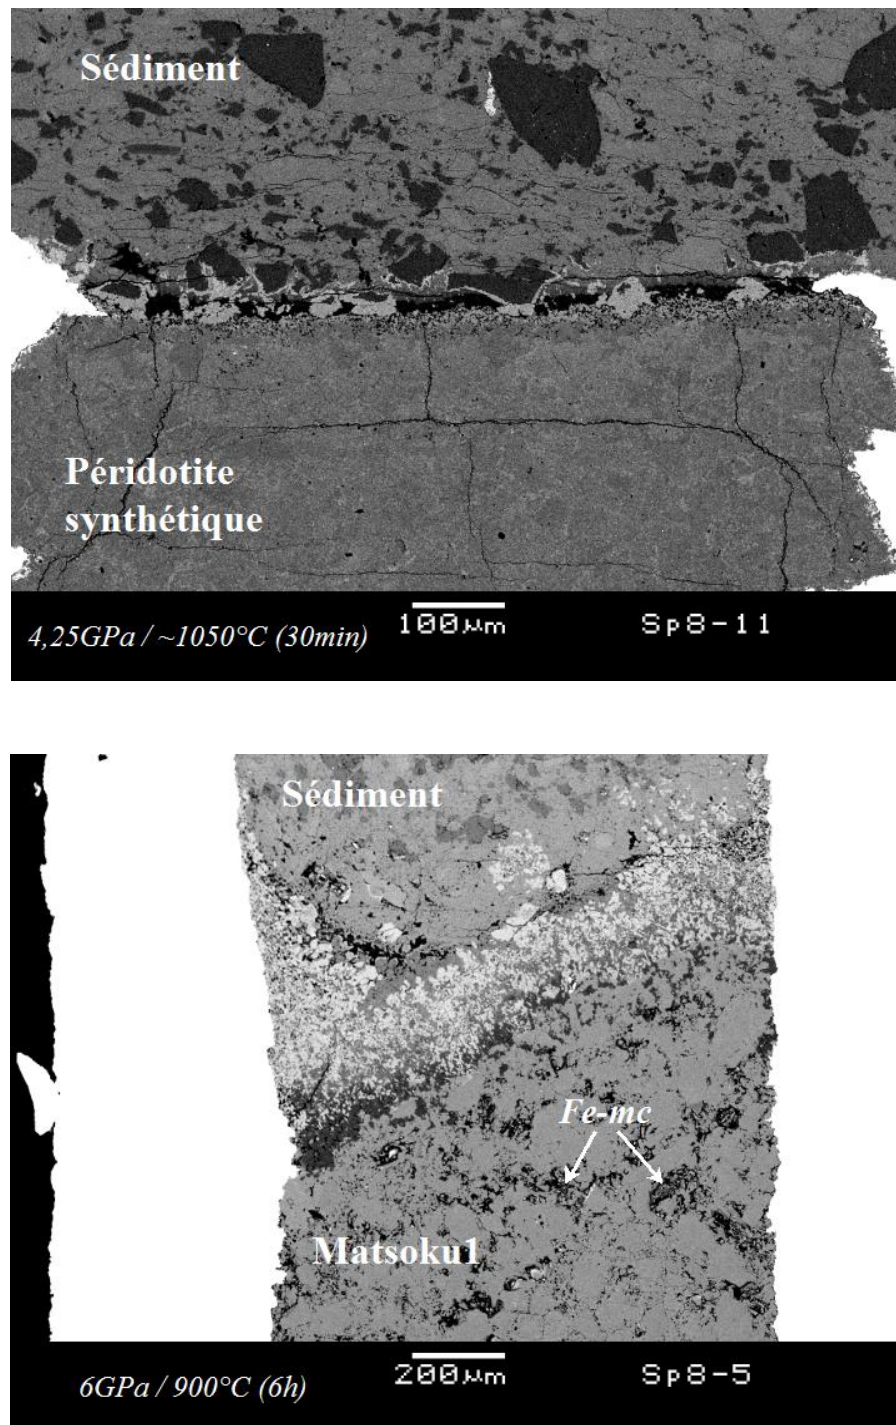 Sédiment
Péridotite
synthétique
4,25GPa / ~1050°C (30min)
100µm
Sp8-11
Sédiment
Fe-mc
Matsoku1
6GPa / 900°C (6h)
200µm
Sp8-5